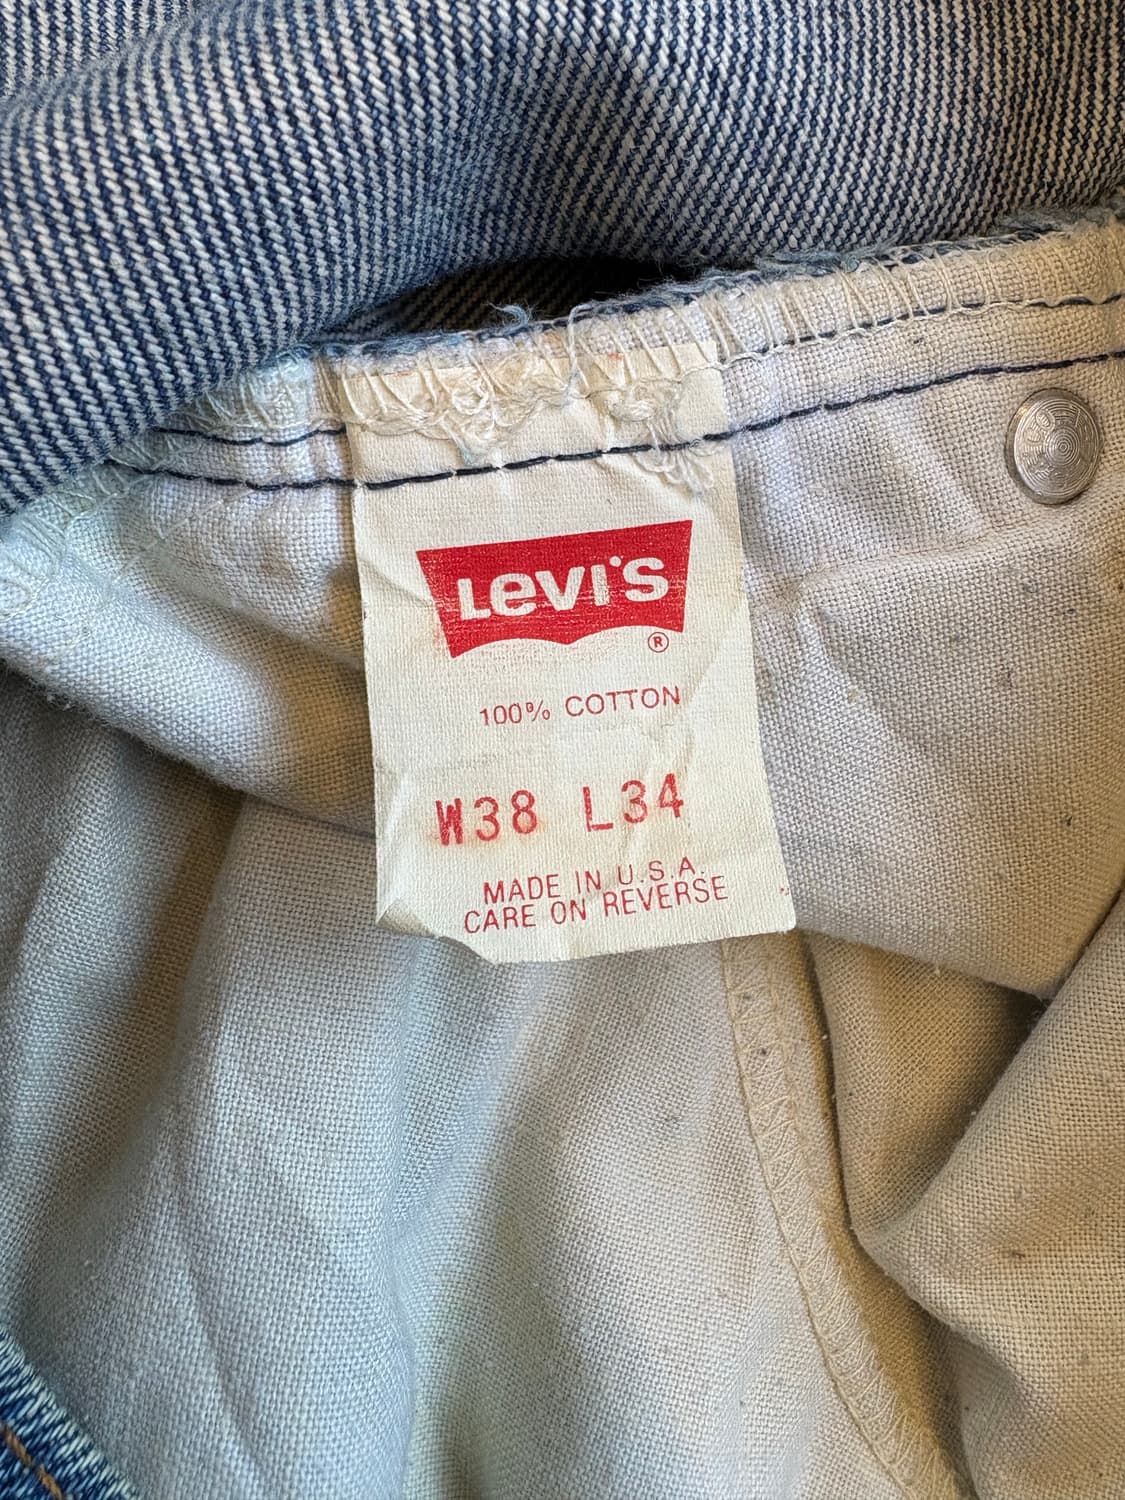 Levi's
®
100% COTTON
W38 L34
MADE IN U.S.A.
CARE ON REVERSE